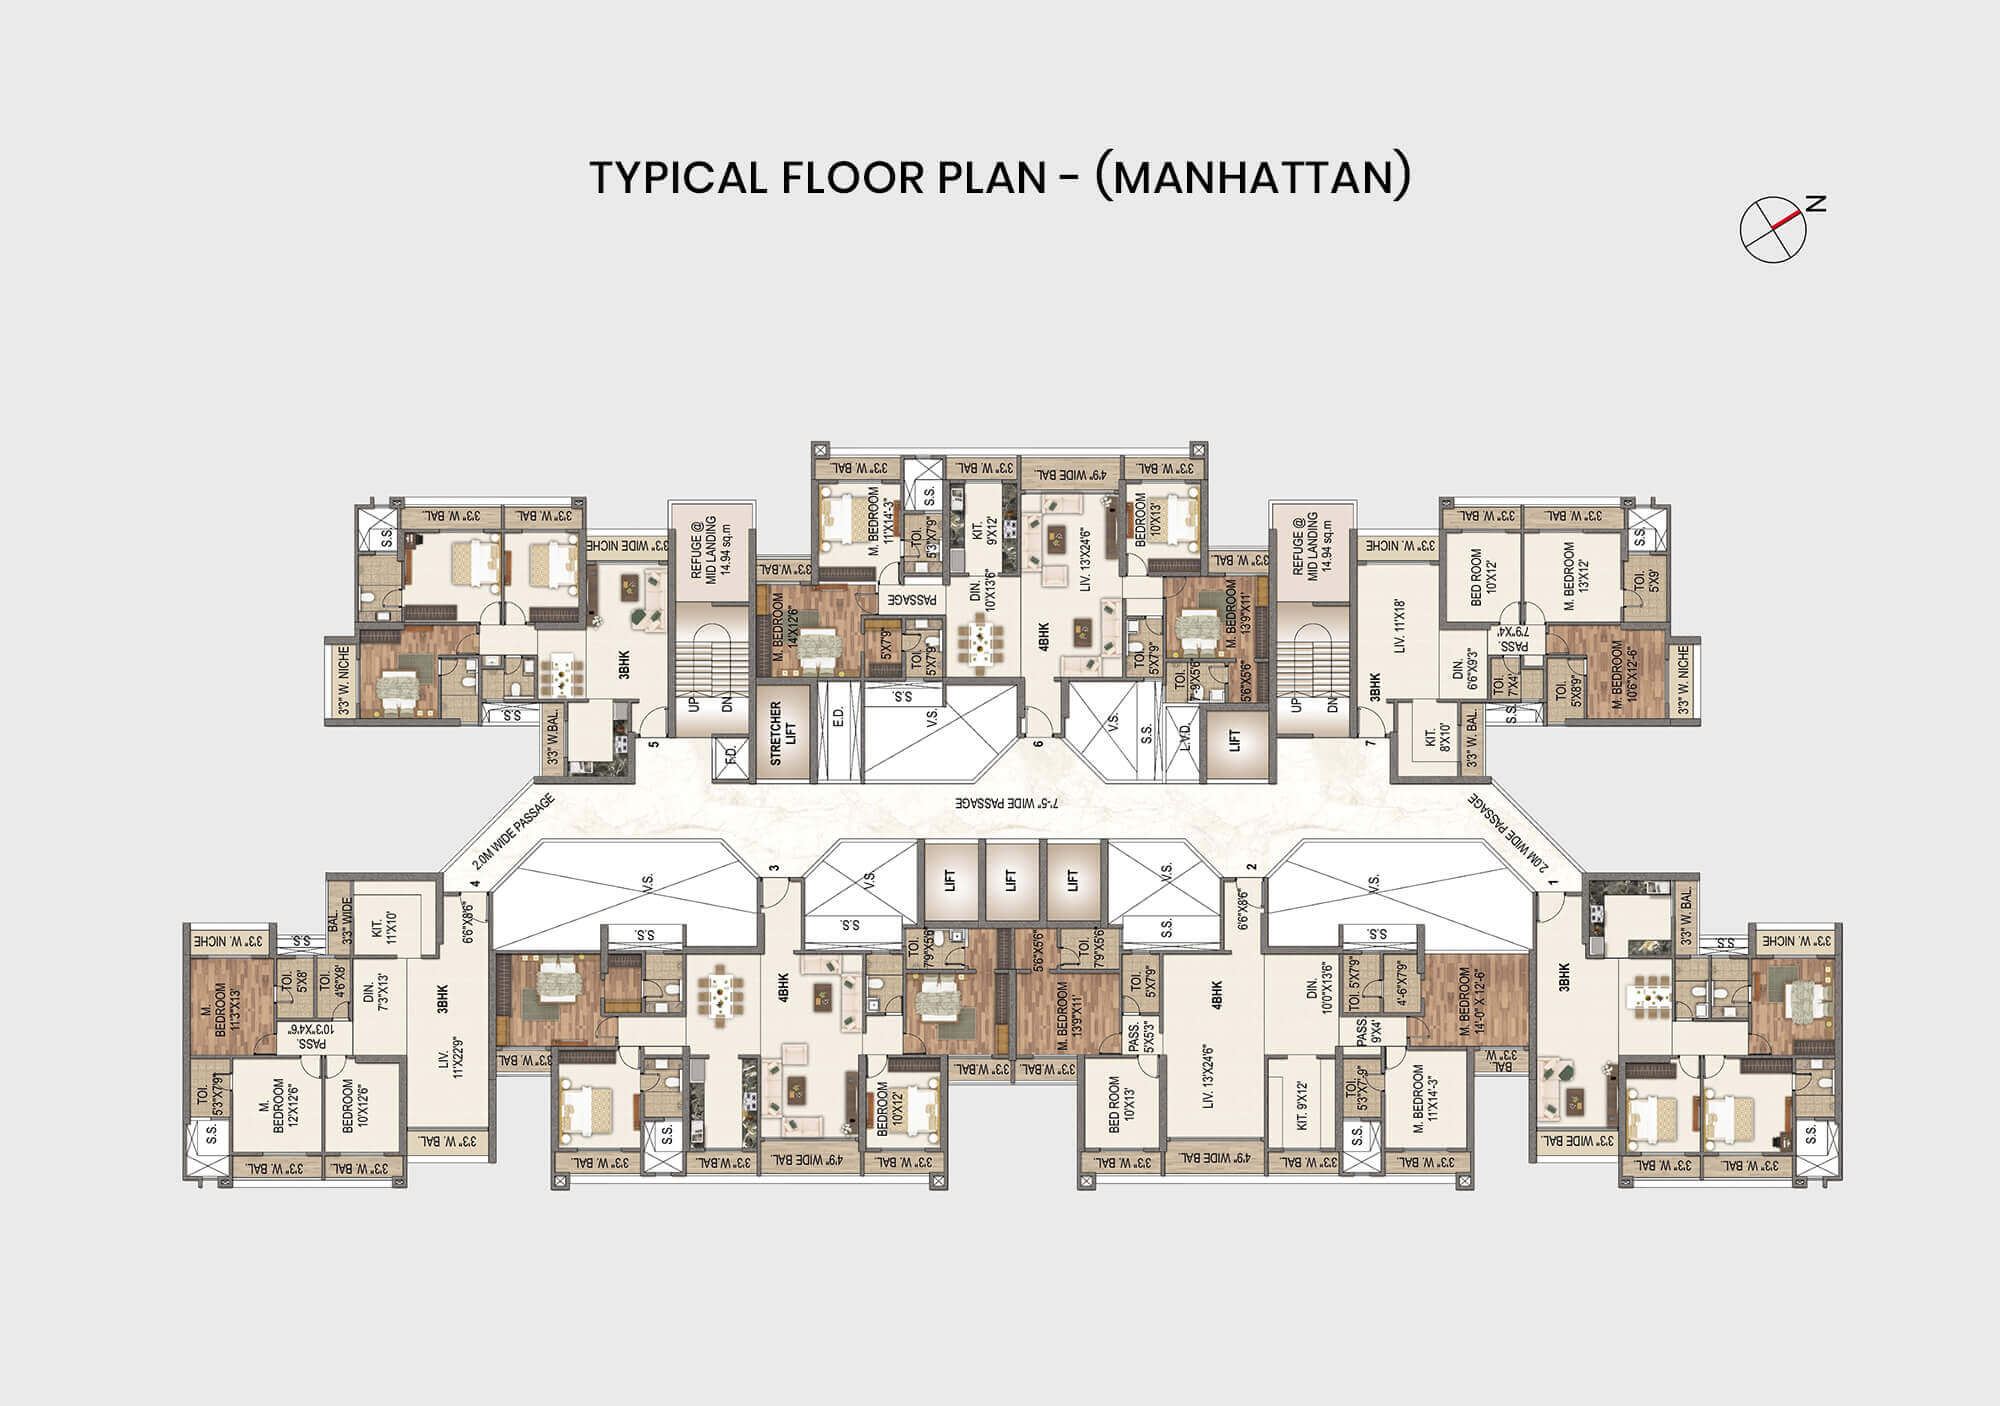 TYPICAL FLOOR PLAN - (MANHATTAN)
N
3'3" W. BAL.
3'3" W. BAL.
S.S.
3'3" WIDE NICHE
3'3" W. NICHE
3BHK
S.S.
3'3" W.BAL.
5
REFUGE @
MID LANDING
14.94 sq.m
UP
DN
F.D.
STRETCHER
LIFT
E.D.
3'3" W. BAL.
S.S.
3'3" W. BAL.
4'9" WIDE BAL.
3'3" W. BAL.
M. BEDROOM
11'X14'-3"
TOI.
5'3"X7'9"
KIT.
9'X12'
LIV. 13'X24'6"
BEDROOM
10'X13'
3'3" W.BAL.
M. BEDROOM
14'X12'6"
PASSAGE
DIN.
10'X13'6"
5'X7'9"
TOI.
5'X7'9"
4BHK
TOI.
5'X7'9"
3'3" W. BAL.
M. BEDROOM
13'9"X11'
TOI.
7'-9"X5'6"
5'6"X5'6"
S.S.
V.S.
6
V.S.
S.S.
L.V.D.
LIFT
REFUGE @
MID LANDING
14.94 sq.m
UP
DN
3'3" W. NICHE
3'3" W. BAL.
3'3" W. BAL.
S.S.
LIV. 11'X18'
BED ROOM
10'X12'
M. BEDROOM
13'X12'
TOI.
5'X9'
PASS.
7'9"X4'
DIN.
6'6"X9'3"
TOI.
7'X4'
TOI.
5'X8'9"
M. BEDROOM
10'6"X12'-6"
3'3" W. NICHE
3BHK
7
KIT.
8'X10'
3'3" W. BAL.
S.S.
2.0M WIDE PASSAGE
7'-5" WIDE PASSAGE
2.0M WIDE PASSAGE
4
3
2
1
V.S.
V.S.
S.S.
LIFT
LIFT
LIFT
V.S.
S.S.
V.S.
3'3" W. NICHE
S.S.
3'3" WIDE
BAL.
KIT.
11'X10'
6'6"X8'6"
M.
BEDROOM
11'3"X13'
TOI.
5'X8'
TOI.
4'6"X8'
DIN.
7'3"X13'
3BHK
PASS.
10'3"X4'6"
LIV.
11'X22'9"
TOI.
5'3"X7'9"
M.
BEDROOM
12'X12'6"
BEDROOM
10'X12'6"
S.S.
3'3" W. BAL.
3'3" W. BAL.
3'3" W. BAL.
S.S.
4BHK
3'3" W.BAL.
S.S.
3'3" W. BAL.
3'3" W.BAL.
4'9" WIDE BAL.
3'3" W. BAL.
BEDROOM
10'X12'
TOI.
7'9"X5'6"
3'3" W.BAL.
3'3" W.BAL.
5'6"X5'6"
TOI.
7'9"X5'6"
M. BEDROOM
13'9"X11'
TOI.
5'X7'9"
PASS.
5'X5'3"
BED ROOM
10'X13'
6'6"X8'6"
4BHK
LIV. 13'X24'6"
DIN.
10'0"X13'6"
S.S.
TOI. 5'X7'9"
4'-6"X7'9"
M. BEDROOM
14'-0" X 12'-6"
PASS.
9'X4'
KIT. 9'X12'
TOI.
5'3"X7'-9"
M. BEDROOM
11'X14'-3"
3'3" W.
BAL
S.S.
3'3" W. BAL.
4'9" WIDE BAL.
3'3" W. BAL.
3'3" W. BAL.
3BHK
3'3" W. BAL.
S.S.
3'3" W. NICHE
3'3" WIDE BAL.
3'3" W. BAL.
3'3" W. BAL.
S.S.